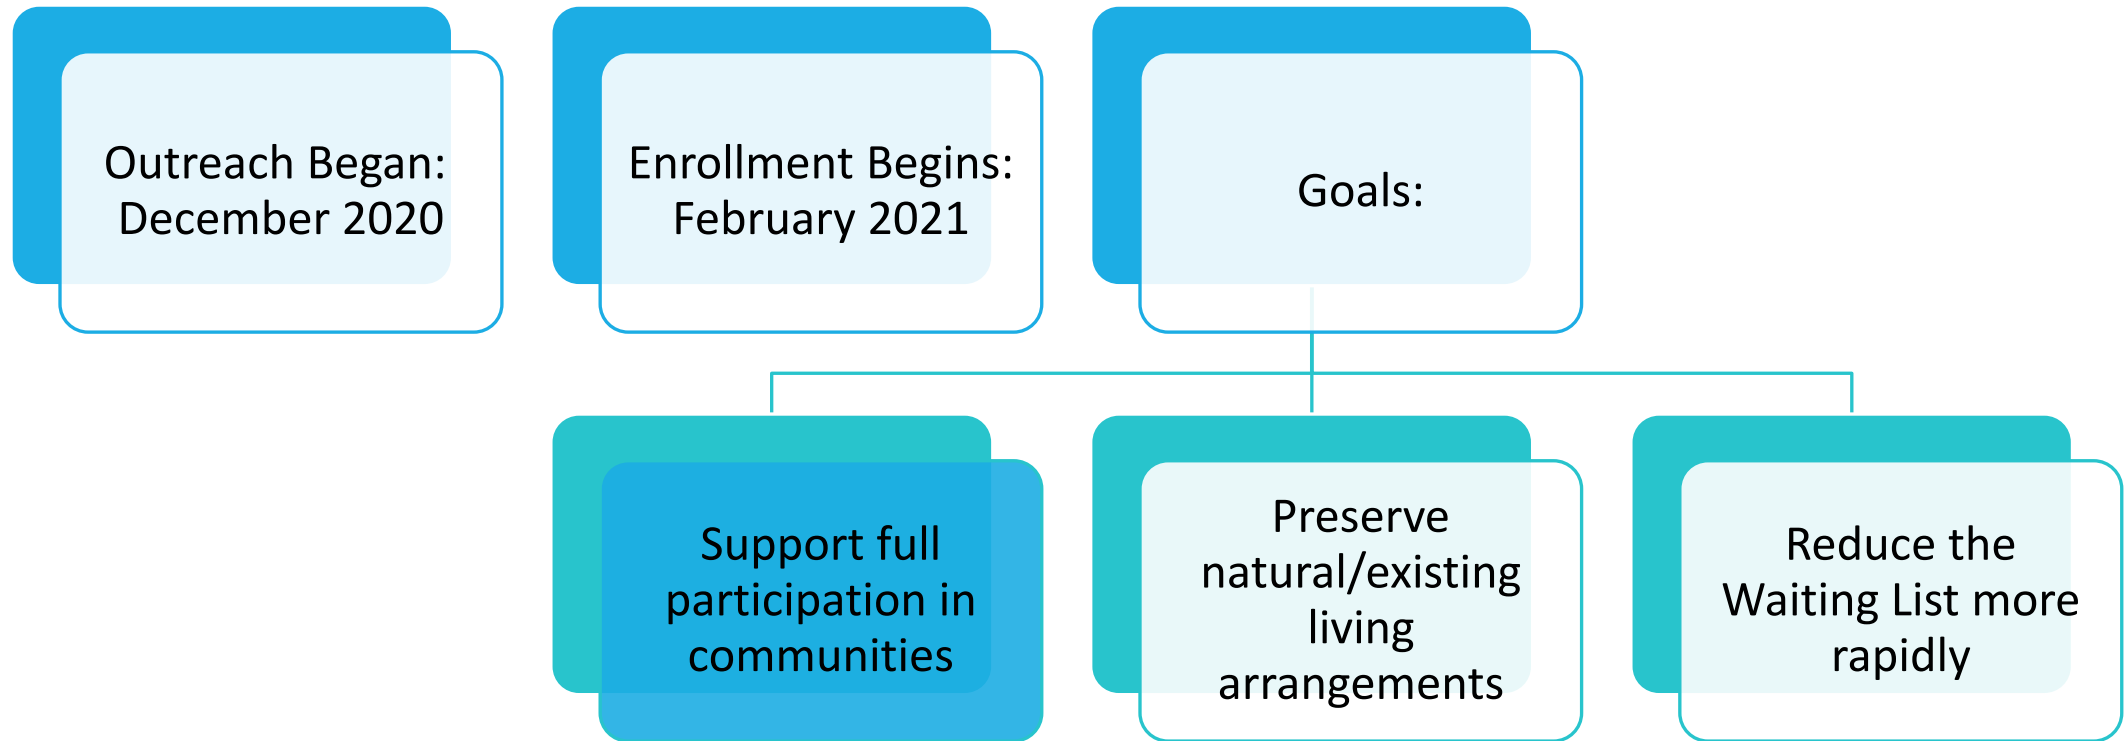 Outreach Began:
December 2020
Enrollment Begins:
February 2021
Goals:
Support full
participation in
communities
Preserve
natural/existing
living
arrangements
Reduce the
Waiting List more
rapidly